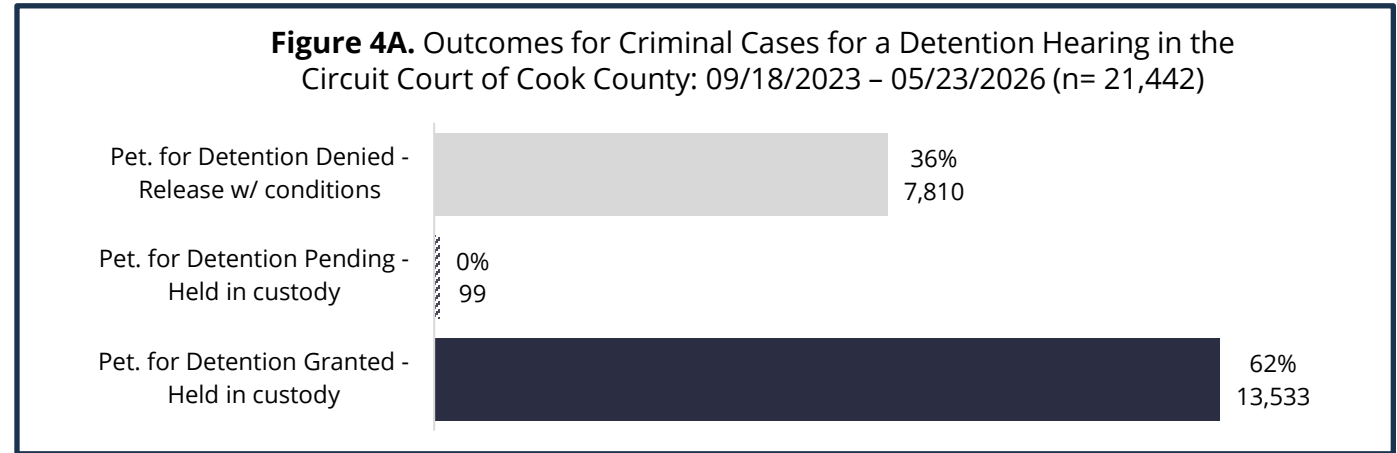 Figure 4A. Outcomes for Criminal Cases for a Detention Hearing in the
Circuit Court of Cook County: 09/18/2023 – 05/23/2026 (n= 21,442)
Pet. for Detention Denied -
Release w/ conditions
36%
7,810
Pet. for Detention Pending -
Held in custody
0%
99
Pet. for Detention Granted -
Held in custody
62%
13,533